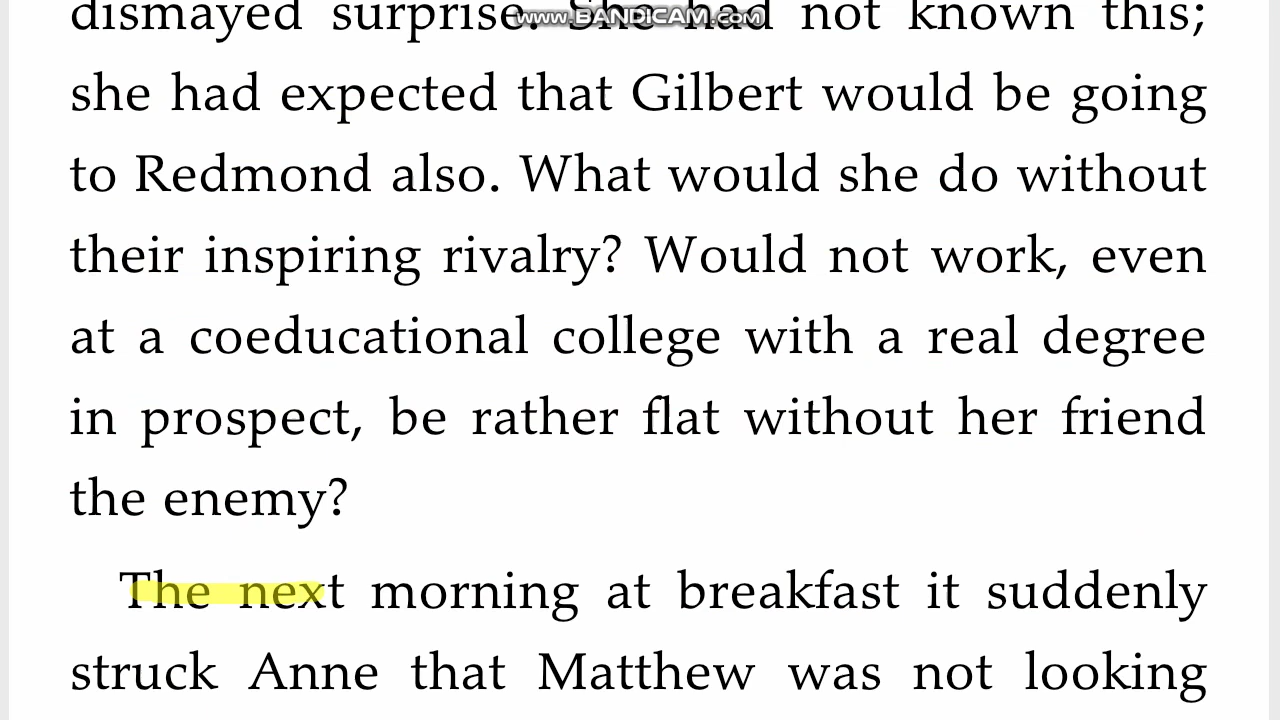 dismayed surprise. She had not known this;
www.BANDICAM.com
she had expected that Gilbert would be going
to Redmond also. What would she do without
their inspiring rivalry? Would not work, even
at a coeducational college with a real degree
in prospect, be rather flat without her friend
the enemy?
The next morning at breakfast it suddenly
struck Anne that Matthew was not looking